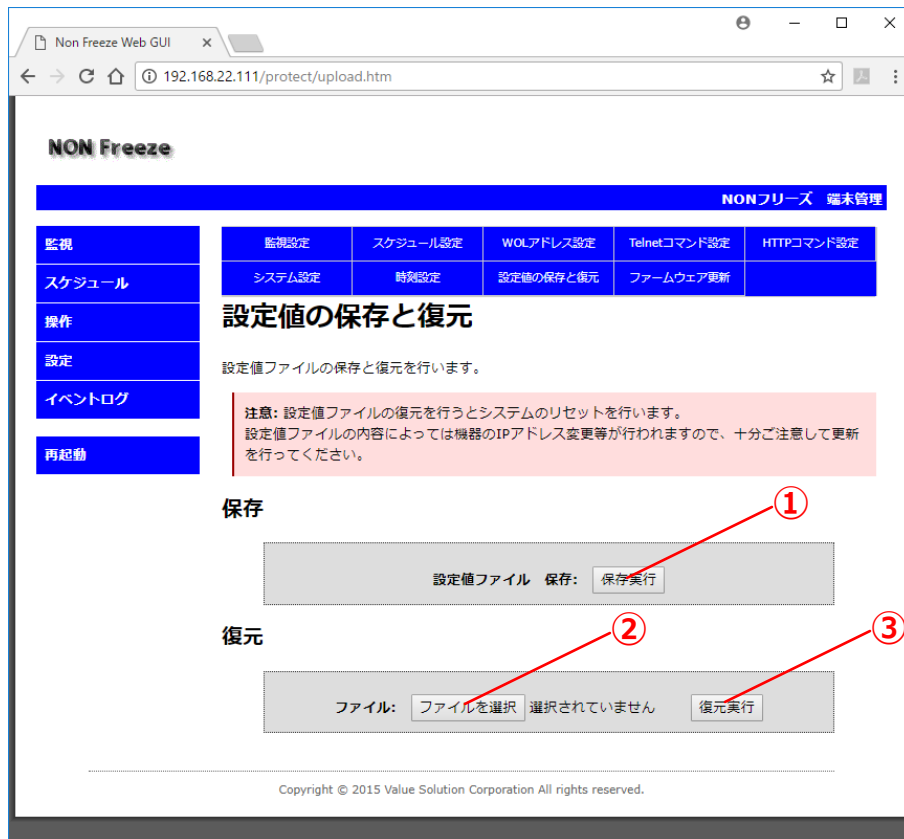 Non Freeze Web GUI
192.168.22.111/protect/upload.htm
NON Freeze
NONフリーズ 端末管理
監視
スケジュール
操作
設定
イベントログ
再起動
監視設定 スケジュール設定 WOLアドレス設定 Telnetコマンド設定 HTTPコマンド設定
システム設定 時刻設定 設定値の保存と復元 ファームウェア更新
設定値の保存と復元
設定値ファイルの保存と復元を行います。
注意: 設定値ファイルの復元を行うとシステムのリセットを行います。
設定値ファイルの内容によっては機器のIPアドレス変更等が行われますので、十分ご注意して更新
を行ってください。
保存
①
設定値ファイル 保存: 保存実行
復元
②
③
ファイル: ファイルを選択 選択されていません 復元実行
Copyright © 2015 Value Solution Corporation All rights reserved.